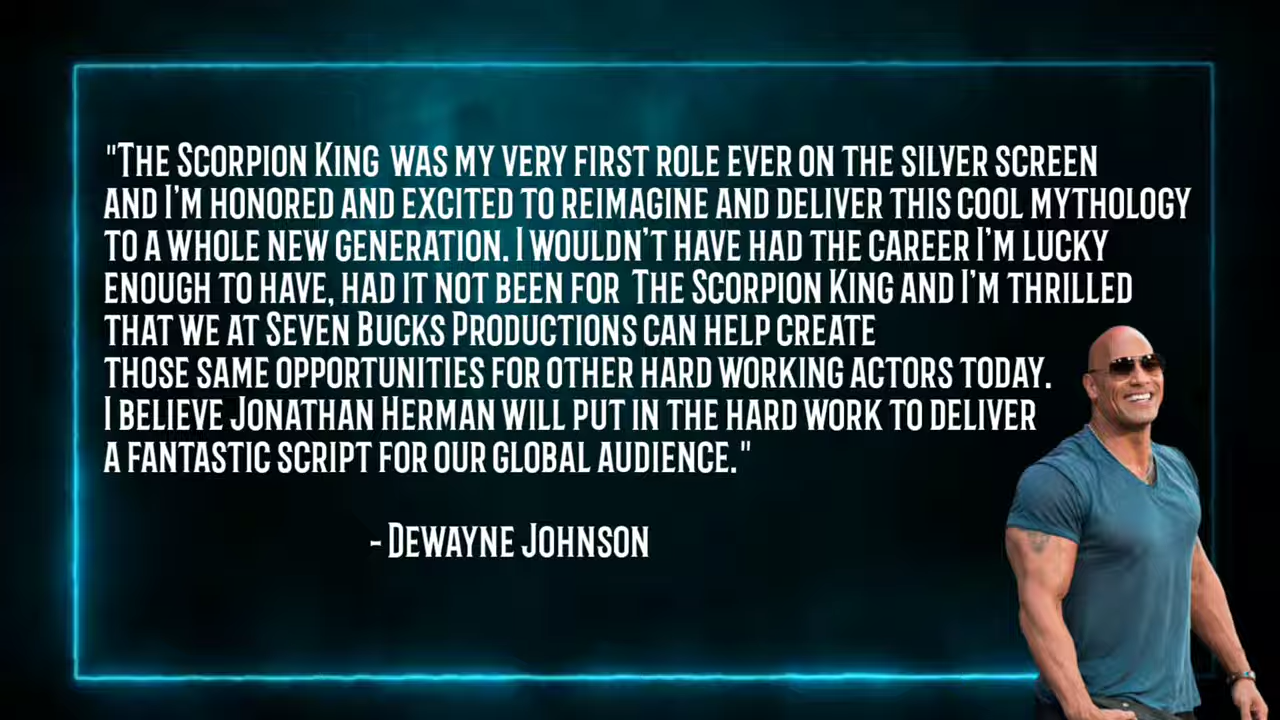 "The Scorpion King was my very first role ever on the silver screen
and I’m honored and excited to reimagine and deliver this cool mythology
to a whole new generation. I wouldn’t have had the career I’m lucky
enough to have, had it not been for The Scorpion King and I’m thrilled
that we at Seven Bucks Productions can help create
those same opportunities for other hard working actors today.
I believe Jonathan Herman will put in the hard work to deliver
a fantastic script for our global audience."
- Dewayne Johnson